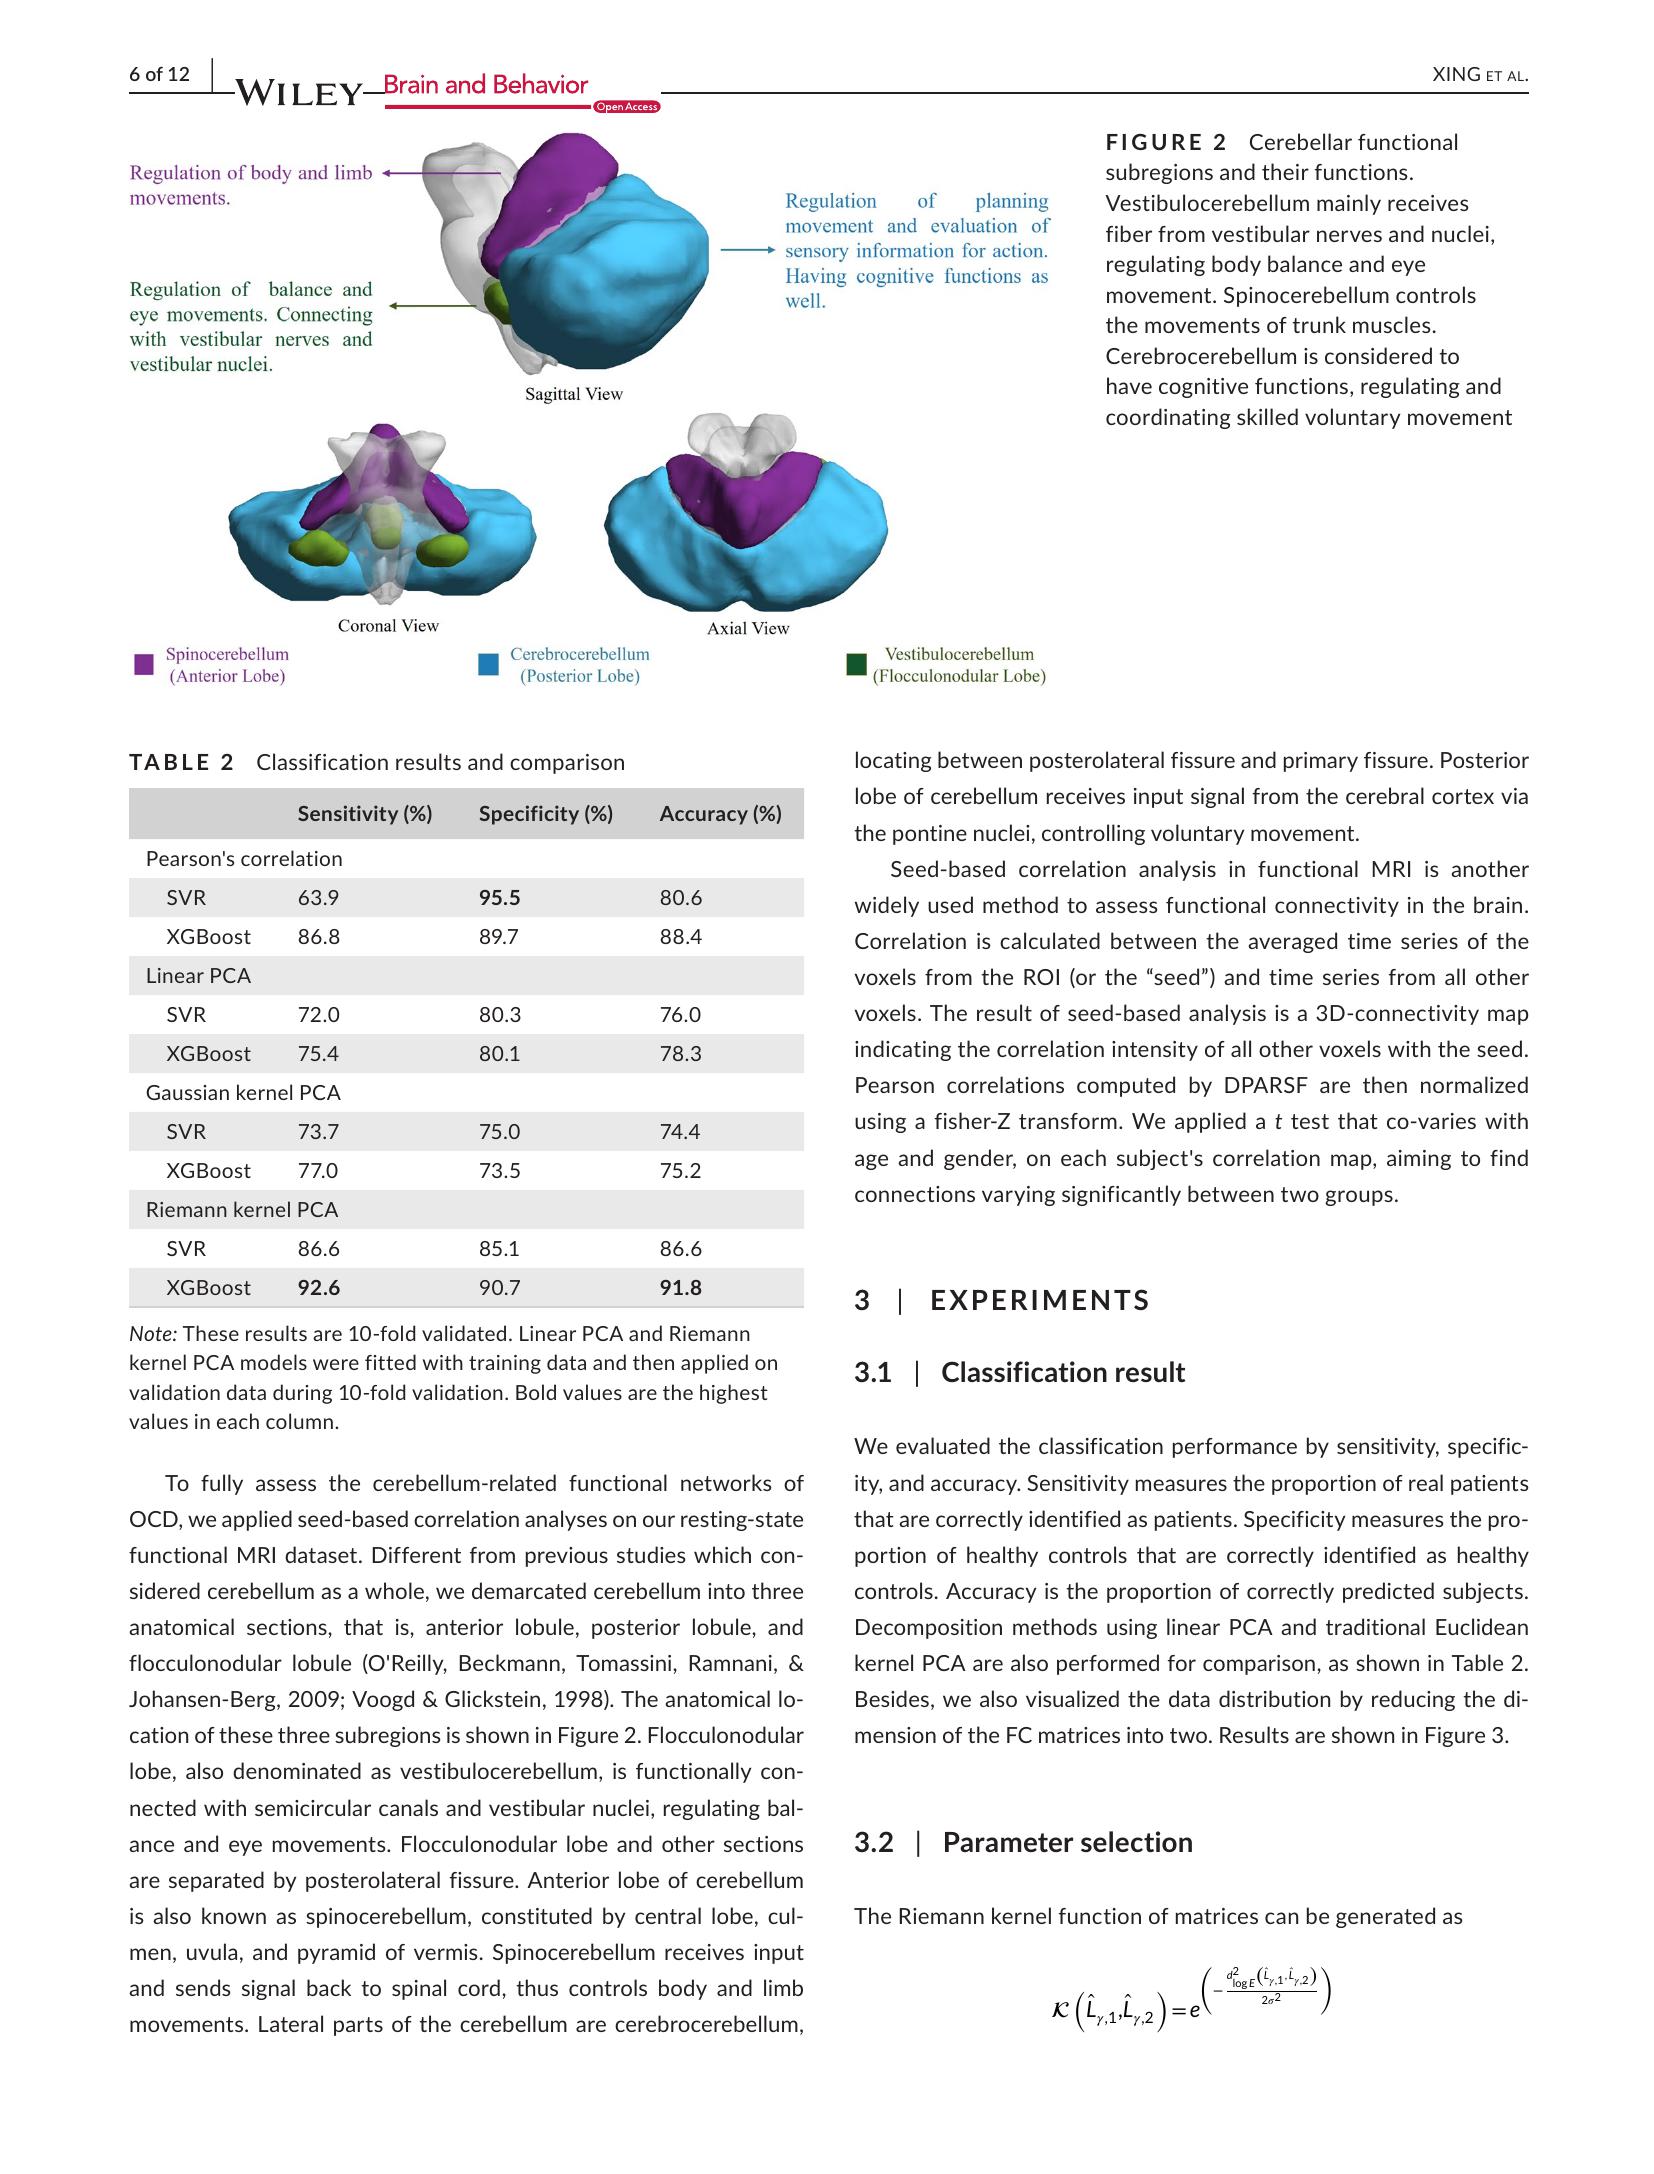 6 of 12
WILEY
Brain and Behavior
Open Access
XING ET AL.
Regulation of body and limb
movements.
Regulation of planning
movement and evaluation of
sensory information for action.
Having cognitive functions as
well.
Regulation of balance and
eye movements. Connecting
with vestibular nerves and
vestibular nuclei.
Sagittal View
Coronal View
Axial View
Spinocerebellum
(Anterior Lobe)
Cerebrocerebellum
(Posterior Lobe)
Vestibulocerebellum
(Flocculonodular Lobe)
FIGURE 2 Cerebellar functional
subregions and their functions.
Vestibulocerebellum mainly receives
fiber from vestibular nerves and nuclei,
regulating body balance and eye
movement. Spinocerebellum controls
the movements of trunk muscles.
Cerebrocerebellum is considered to
have cognitive functions, regulating and
coordinating skilled voluntary movement
TABLE 2 Classification results and comparison
Sensitivity (%) Specificity (%) Accuracy (%)
Pearson's correlation
SVR 63.9 95.5 80.6
XGBoost 86.8 89.7 88.4
Linear PCA
SVR 72.0 80.3 76.0
XGBoost 75.4 80.1 78.3
Gaussian kernel PCA
SVR 73.7 75.0 74.4
XGBoost 77.0 73.5 75.2
Riemann kernel PCA
SVR 86.6 85.1 86.6
XGBoost 92.6 90.7 91.8
Note: These results are 10-fold validated. Linear PCA and Riemann
kernel PCA models were fitted with training data and then applied on
validation data during 10-fold validation. Bold values are the highest
values in each column.
To fully assess the cerebellum-related functional networks of
OCD, we applied seed-based correlation analyses on our resting-state
functional MRI dataset. Different from previous studies which con-
sidered cerebellum as a whole, we demarcated cerebellum into three
anatomical sections, that is, anterior lobule, posterior lobule, and
flocculonodular lobule (O'Reilly, Beckmann, Tomassini, Ramnani, &
Johansen-Berg, 2009; Voogd & Glickstein, 1998). The anatomical lo-
cation of these three subregions is shown in Figure 2. Flocculonodular
lobe, also denominated as vestibulocerebellum, is functionally con-
nected with semicircular canals and vestibular nuclei, regulating bal-
ance and eye movements. Flocculonodular lobe and other sections
are separated by posterolateral fissure. Anterior lobe of cerebellum
is also known as spinocerebellum, constituted by central lobe, cul-
men, uvula, and pyramid of vermis. Spinocerebellum receives input
and sends signal back to spinal cord, thus controls body and limb
movements. Lateral parts of the cerebellum are cerebrocerebellum,
locating between posterolateral fissure and primary fissure. Posterior
lobe of cerebellum receives input signal from the cerebral cortex via
the pontine nuclei, controlling voluntary movement.
Seed-based correlation analysis in functional MRI is another
widely used method to assess functional connectivity in the brain.
Correlation is calculated between the averaged time series of the
voxels from the ROI (or the “seed”) and time series from all other
voxels. The result of seed-based analysis is a 3D-connectivity map
indicating the correlation intensity of all other voxels with the seed.
Pearson correlations computed by DPARSF are then normalized
using a fisher-Z transform. We applied a t test that co-varies with
age and gender, on each subject's correlation map, aiming to find
connections varying significantly between two groups.
3 | EXPERIMENTS
3.1 | Classification result
We evaluated the classification performance by sensitivity, specific-
ity, and accuracy. Sensitivity measures the proportion of real patients
that are correctly identified as patients. Specificity measures the pro-
portion of healthy controls that are correctly identified as healthy
controls. Accuracy is the proportion of correctly predicted subjects.
Decomposition methods using linear PCA and traditional Euclidean
kernel PCA are also performed for comparison, as shown in Table 2.
Besides, we also visualized the data distribution by reducing the di-
mension of the FC matrices into two. Results are shown in Figure 3.
3.2 | Parameter selection
The Riemann kernel function of matrices can be generated as
𝒦(L̂γ,1,L̂γ,2)=e^(−d²logE(L̂γ,1,L̂γ,2)/2σ²)